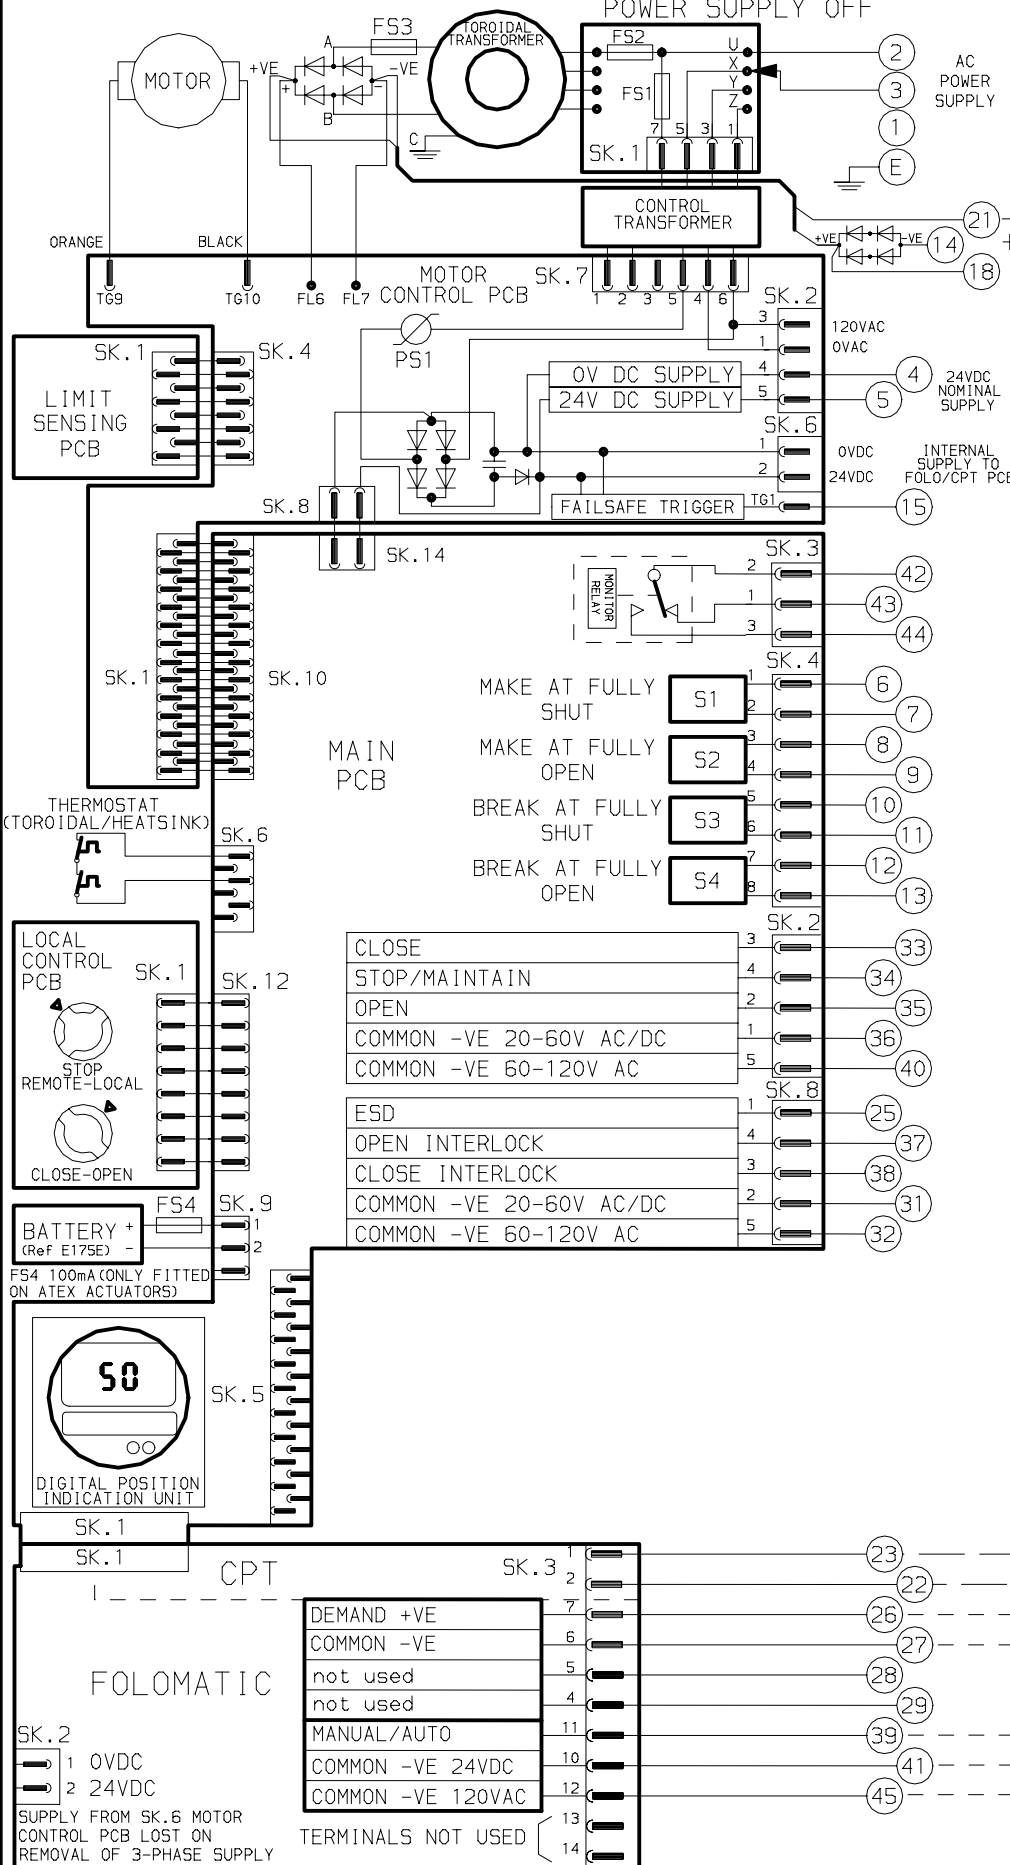 POWER SUPPLY OFF
FS3
TOROIDAL
TRANSFORMER
FS2
U
X
Y
Z
FS1
7 5 3 1
SK.1
2
3
1
E
AC
POWER
SUPPLY
MOTOR
A
+VE
-VE
+
-
B
C
CONTROL
TRANSFORMER
21
+VE
-VE
14
18
+
ORANGE
BLACK
TG9
TG10
FL6
FL7
MOTOR
CONTROL PCB
SK.7
1 2 3 5 4 6
SK.2
3
120VAC
1
0VAC
PS1
0V DC SUPPLY
4
4
24V DC SUPPLY
5
5
24VDC
NOMINAL
SUPPLY
SK.6
1
0VDC
2
24VDC
INTERNAL
SUPPLY TO
FOLO/CPT PCB
FAILSAFE TRIGGER
TG1
15
SK.1
SK.4
LIMIT
SENSING
PCB
SK.8
SK.14
SK.1
SK.10
MAIN
PCB
MONITOR
RELAY
SK.3
2
42
1
43
3
44
SK.4
MAKE AT FULLY
SHUT
S1
1
6
2
7
MAKE AT FULLY
OPEN
S2
3
8
4
9
BREAK AT FULLY
SHUT
S3
5
10
6
11
BREAK AT FULLY
OPEN
S4
7
12
8
13
THERMOSTAT
(TOROIDAL/HEATSINK)
SK.6
SK.2
CLOSE
3
33
STOP/MAINTAIN
4
34
OPEN
2
35
COMMON -VE 20-60V AC/DC
1
36
COMMON -VE 60-120V AC
5
40
SK.8
ESD
1
25
OPEN INTERLOCK
4
37
CLOSE INTERLOCK
3
38
COMMON -VE 20-60V AC/DC
2
31
COMMON -VE 60-120V AC
5
32
LOCAL
CONTROL
PCB
SK.1
SK.12
STOP
REMOTE-LOCAL
CLOSE-OPEN
BATTERY
(Ref E175E)
+
-
FS4
SK.9
1
2
FS4 100mA(ONLY FITTED
ON ATEX ACTUATORS)
50
DIGITAL POSITION
INDICATION UNIT
SK.5
SK.1
SK.1
CPT
SK.3
1
23
2
22
DEMAND +VE
7
26
COMMON -VE
6
27
not used
5
28
not used
4
29
MANUAL/AUTO
11
39
COMMON -VE 24VDC
10
41
COMMON -VE 120VAC
12
45
TERMINALS NOT USED
13
14
FOLOMATIC
SK.2
1 0VDC
2 24VDC
SUPPLY FROM SK.6 MOTOR
CONTROL PCB LOST ON
REMOVAL OF 3-PHASE SUPPLY